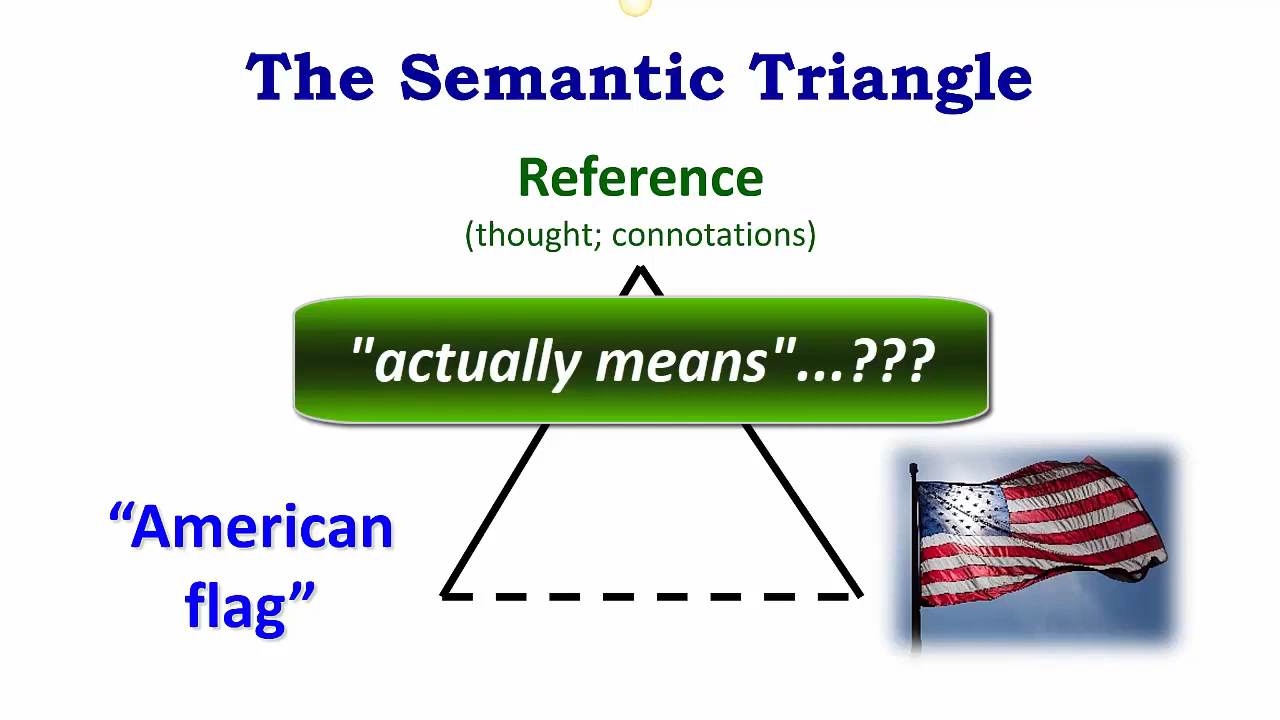 The Semantic Triangle
Reference
(thought; connotations)
"actually means"...???
“American
flag”